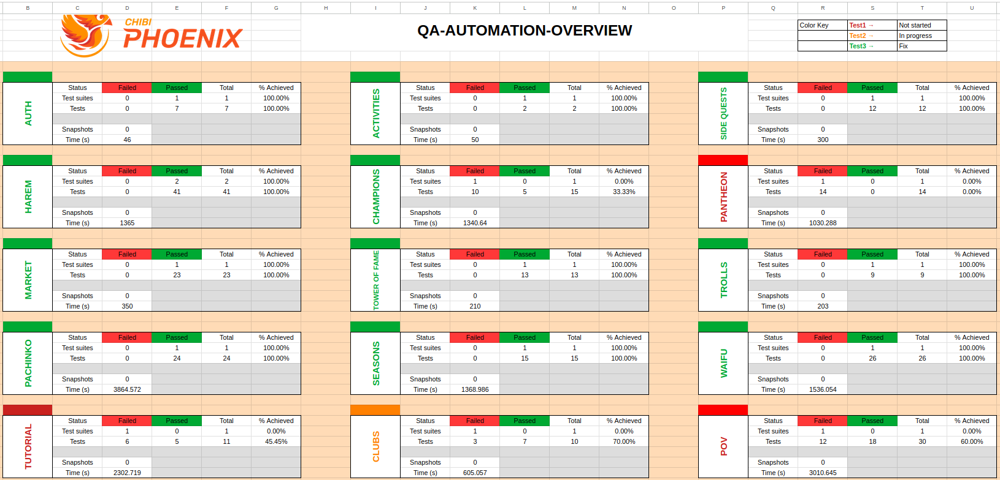 B C D E F G H I J K L M N O P Q R S T U
CHIBI
PHOENIX
QA-AUTOMATION-OVERVIEW
Color Key Test1 → Not started
Test2 → In progress
Test3 → Fix
AUTH
Status Failed Passed Total % Achieved
Test suites 0 1 1 100.00%
Tests 0 7 7 100.00%
Snapshots 0
Time (s) 46
ACTIVITIES
Status Failed Passed Total % Achieved
Test suites 0 1 1 100.00%
Tests 0 2 2 100.00%
Snapshots 0
Time (s) 50
SIDE QUESTS
Status Failed Passed Total % Achieved
Test suites 0 1 1 100.00%
Tests 0 12 12 100.00%
Snapshots 0
Time (s) 300
HAREM
Status Failed Passed Total % Achieved
Test suites 0 2 2 100.00%
Tests 0 41 41 100.00%
Snapshots 0
Time (s) 1365
CHAMPIONS
Status Failed Passed Total % Achieved
Test suites 1 0 1 0.00%
Tests 10 5 15 33.33%
Snapshots 0
Time (s) 1340.64
PANTHEON
Status Failed Passed Total % Achieved
Test suites 1 0 1 0.00%
Tests 14 0 14 0.00%
Snapshots 0
Time (s) 1030.288
MARKET
Status Failed Passed Total % Achieved
Test suites 0 1 1 100.00%
Tests 0 23 23 100.00%
Snapshots 0
Time (s) 350
TOWER OF FAME
Status Failed Passed Total % Achieved
Test suites 0 1 1 100.00%
Tests 0 13 13 100.00%
Snapshots 0
Time (s) 210
TROLLS
Status Failed Passed Total % Achieved
Test suites 0 1 1 100.00%
Tests 0 9 9 100.00%
Snapshots 0
Time (s) 203
PACHINKO
Status Failed Passed Total % Achieved
Test suites 0 1 1 100.00%
Tests 0 24 24 100.00%
Snapshots 0
Time (s) 3864.572
SEASONS
Status Failed Passed Total % Achieved
Test suites 0 1 1 100.00%
Tests 0 15 15 100.00%
Snapshots 0
Time (s) 1368.986
WAIFU
Status Failed Passed Total % Achieved
Test suites 0 1 1 100.00%
Tests 0 26 26 100.00%
Snapshots 0
Time (s) 1536.054
TUTORIAL
Status Failed Passed Total % Achieved
Test suites 1 0 1 0.00%
Tests 6 5 11 45.45%
Snapshots 0
Time (s) 2302.719
CLUBS
Status Failed Passed Total % Achieved
Test suites 1 0 1 0.00%
Tests 3 7 10 70.00%
Snapshots 0
Time (s) 605.057
POV
Status Failed Passed Total % Achieved
Test suites 1 0 1 0.00%
Tests 12 18 30 60.00%
Snapshots 0
Time (s) 3010.645